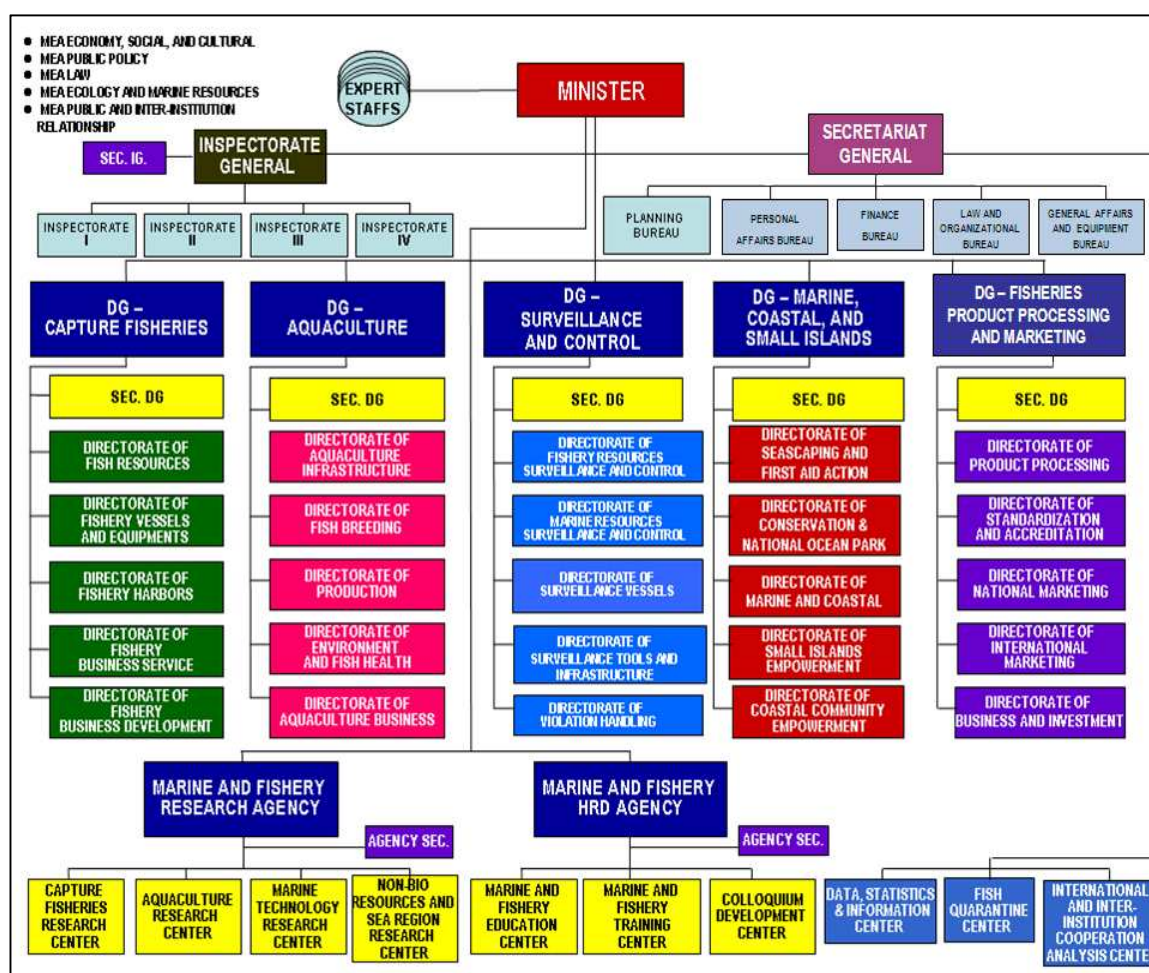 MEA ECONOMY, SOCIAL, AND CULTURAL
MEA PUBLIC POLICY
MEA LAW
MEA ECOLOGY AND MARINE RESOURCES
MEA PUBLIC AND INTER-INSTITUTION
RELATIONSHIP
EXPERT
STAFFS
MINISTER
SEC. IG.
INSPECTORATE
GENERAL
SECRETARIAT
GENERAL
INSPECTORATE
I
INSPECTORATE
II
INSPECTORATE
III
INSPECTORATE
IV
PLANNING
BUREAU
PERSONAL
AFFAIRS BUREAU
FINANCE
BUREAU
LAW AND
ORGANIZATIONAL
BUREAU
GENERAL AFFAIRS
AND EQUIPMENT
BUREAU
DG –
CAPTURE FISHERIES
DG –
AQUACULTURE
DG –
SURVEILLANCE
AND CONTROL
DG – MARINE,
COASTAL, AND
SMALL ISLANDS
DG – FISHERIES
PRODUCT PROCESSING
AND MARKETING
SEC. DG
SEC. DG
SEC. DG
SEC. DG
SEC. DG
DIRECTORATE OF
FISH RESOURCES
DIRECTORATE OF
AQUACULTURE
INFRASTRUCTURE
DIRECTORATE OF
FISHERY RESOURCES
SURVEILLANCE AND CONTROL
DIRECTORATE OF
SEASCAPING AND
FIRST AID ACTION
DIRECTORATE OF
PRODUCT PROCESSING
DIRECTORATE OF
FISHERY VESSELS
AND EQUIPMENTS
DIRECTORATE OF
FISH BREEDING
DIRECTORATE OF
MARINE RESOURCES
SURVEILLANCE AND CONTROL
DIRECTORATE OF
CONSERVATION &
NATIONAL OCEAN PARK
DIRECTORATE OF
STANDARDIZATION
AND ACCREDITATION
DIRECTORATE OF
FISHERY HARBORS
DIRECTORATE OF
PRODUCTION
DIRECTORATE OF
SURVEILLANCE VESSELS
DIRECTORATE OF
MARINE AND COASTAL
DIRECTORATE OF
NATIONAL MARKETING
DIRECTORATE OF
FISHERY
BUSINESS SERVICE
DIRECTORATE OF
ENVIRONMENT
AND FISH HEALTH
DIRECTORATE OF
SURVEILLANCE TOOLS AND
INFRASTRUCTURE
DIRECTORATE OF
SMALL ISLANDS
EMPOWERMENT
DIRECTORATE OF
INTERNATIONAL
MARKETING
DIRECTORATE OF
FISHERY
BUSINESS DEVELOPMENT
DIRECTORATE OF
AQUACULTURE BUSINESS
DIRECTORATE OF
VIOLATION HANDLING
DIRECTORATE OF
COASTAL COMMUNITY
EMPOWERMENT
DIRECTORATE OF
BUSINESS AND INVESTMENT
MARINE AND FISHERY
RESEARCH AGENCY
MARINE AND FISHERY
HRD AGENCY
AGENCY SEC.
AGENCY SEC.
CAPTURE
FISHERIES
RESEARCH
CENTER
AQUACULTURE
RESEARCH
CENTER
MARINE
TECHNOLOGY
RESEARCH
CENTER
NON-BIO
RESOURCES AND
SEA REGION
RESEARCH
CENTER
MARINE AND
FISHERY
EDUCATION
CENTER
MARINE AND
FISHERY
TRAINING
CENTER
COLLOQUIUM
DEVELOPMENT
CENTER
DATA, STATISTICS
& INFORMATION
CENTER
FISH
QUARANTINE
CENTER
INTERNATIONAL
AND INTER-
INSTITUTION
COOPERATION
ANALYSIS CENTER